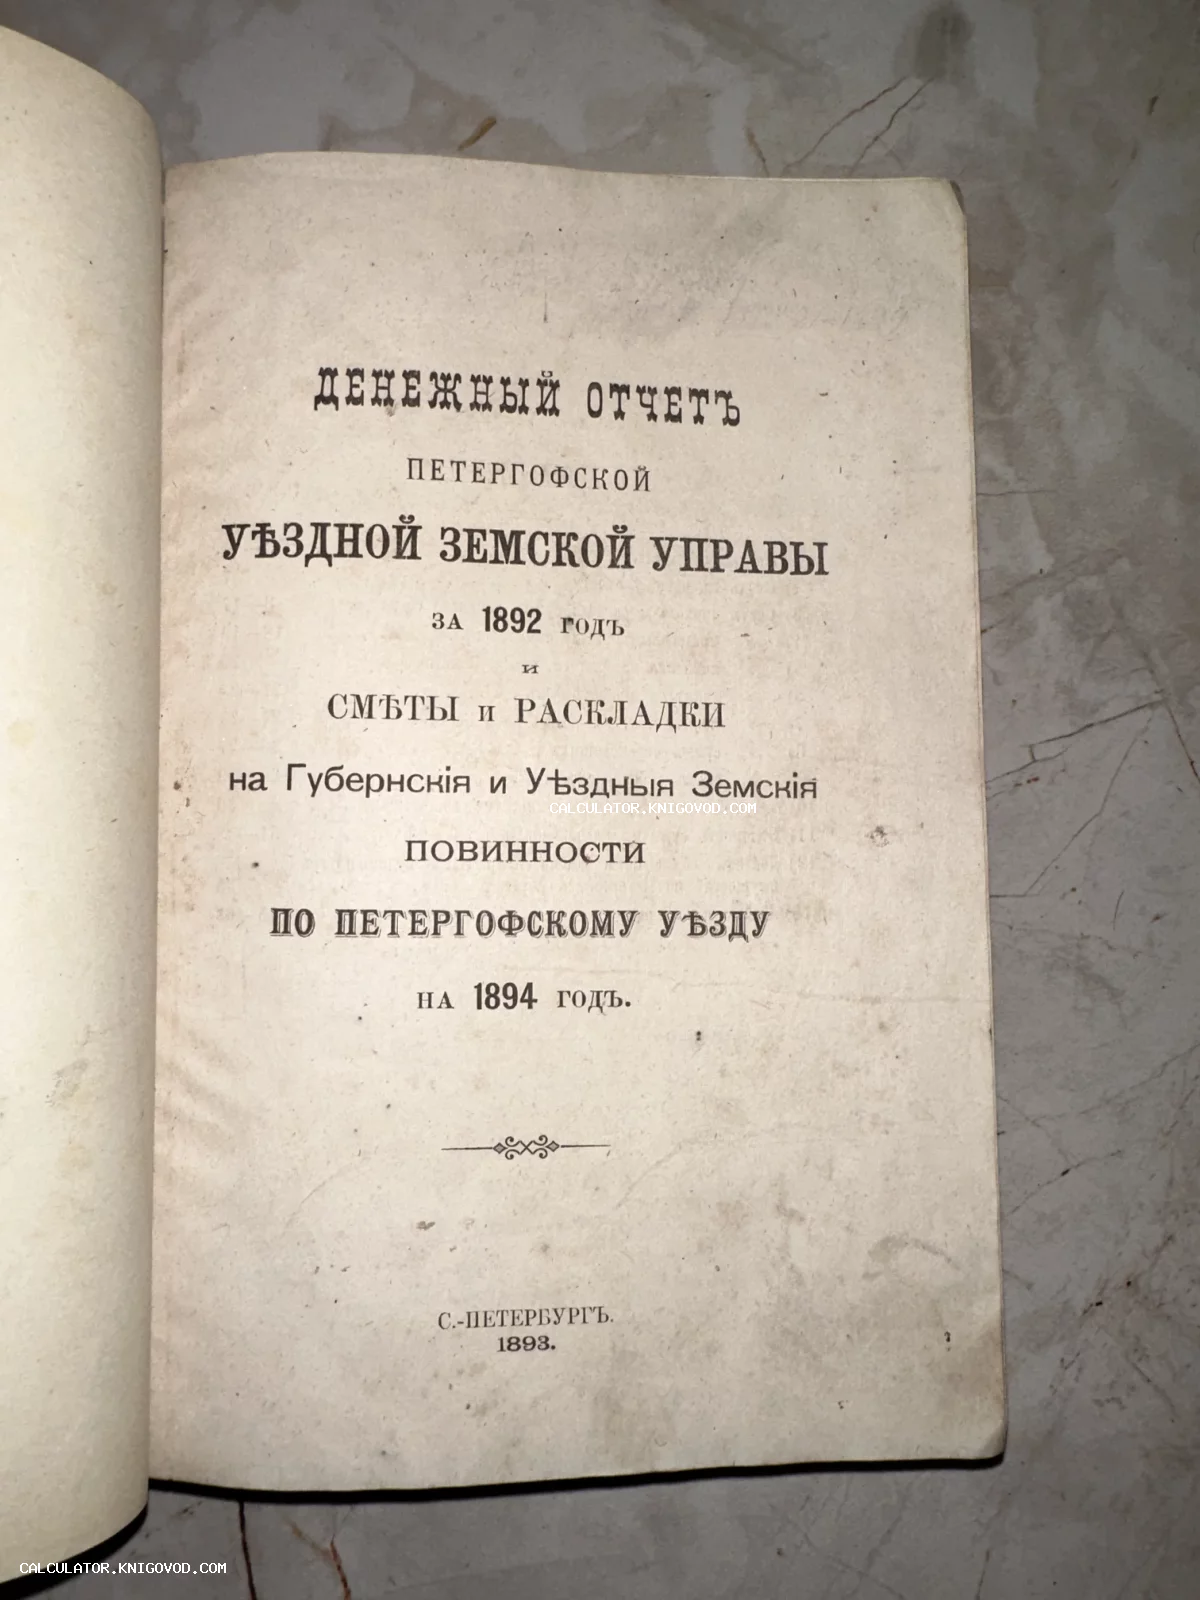 ДЕНЕЖНЫЙ ОТЧЕТЪ
ПЕТЕРГОФСКОЙ
УѢЗДНОЙ ЗЕМСКОЙ УПРАВЫ
ЗА 1892 ГОДЪ
И
СМѢТЫ И РАСКЛАДКИ
на Губернскія и Уѣздныя Земскія
CALCULATOR.KNIGOVOD.COM
ПОВИННОСТИ
ПО ПЕТЕРГОФСКОМУ УѢЗДУ
НА 1894 ГОДЪ.
С.-ПЕТЕРБУРГЪ.
1893.
CALCULATOR.KNIGOVOD.COM